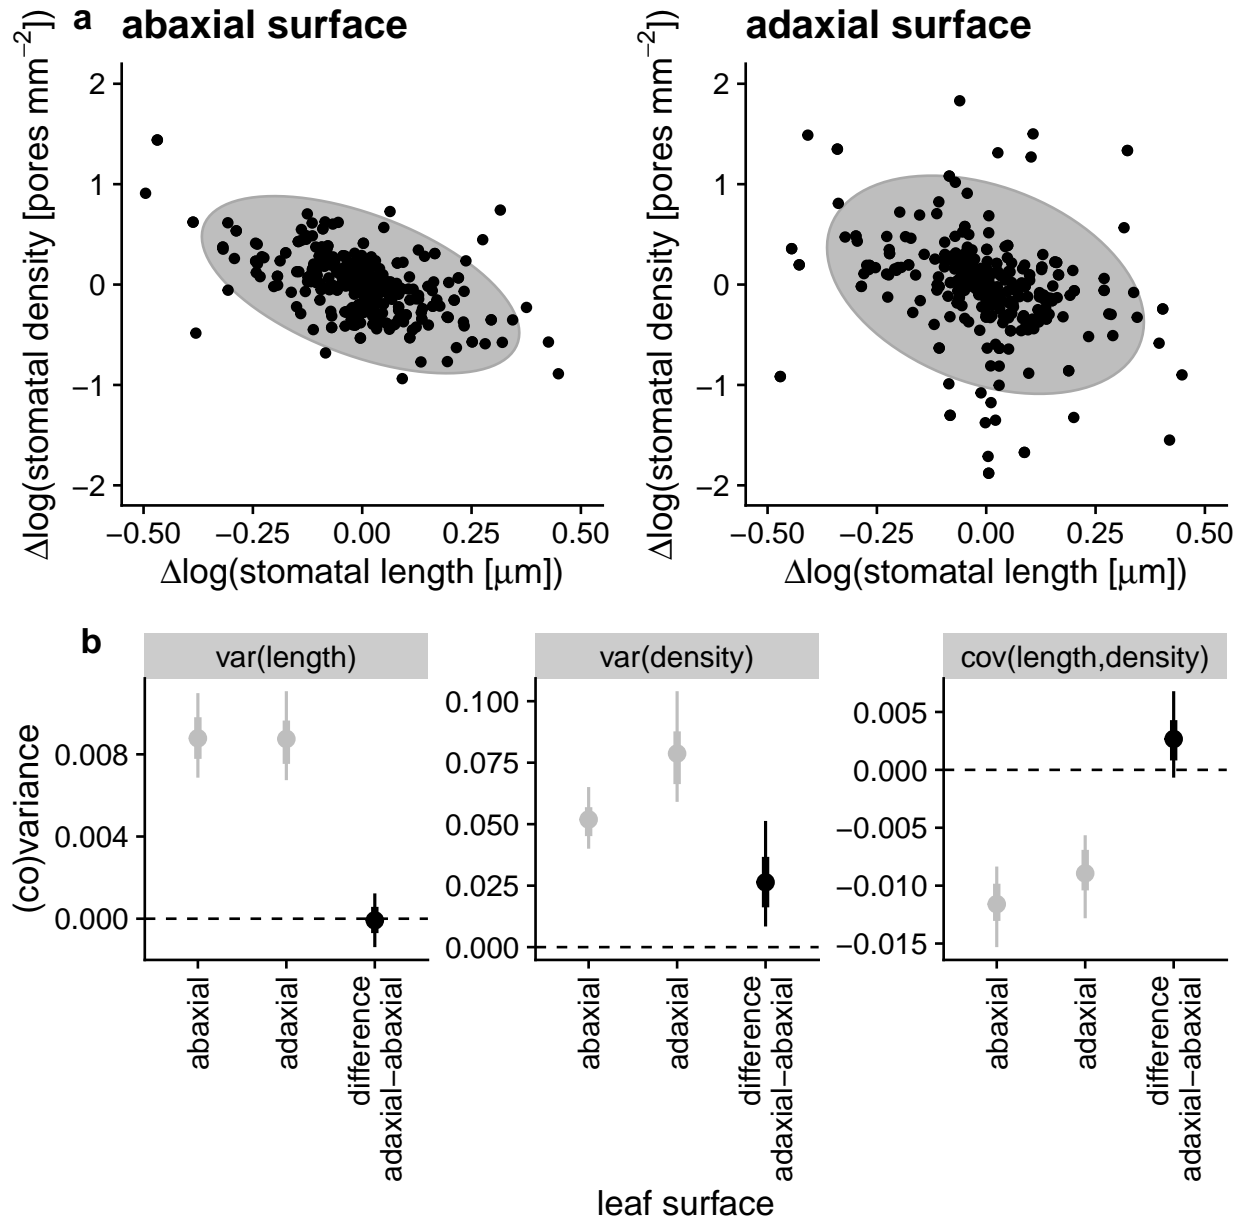 a
abaxial surface
adaxial surface
Δlog(stomatal density [pores mm⁻²])
2
1
0
−1
−2
−0.50 −0.25 0.00 0.25 0.50
Δlog(stomatal length [μm])
Δlog(stomatal density [pores mm⁻²])
2
1
0
−1
−2
−0.50 −0.25 0.00 0.25 0.50
Δlog(stomatal length [μm])
b
var(length)
var(density)
cov(length,density)
(co)variance
0.008
0.004
0.000
0.100
0.075
0.050
0.025
0.000
0.005
0.000
−0.005
−0.010
−0.015
abaxial
adaxial
difference
adaxial−abaxial
abaxial
adaxial
difference
adaxial−abaxial
abaxial
adaxial
difference
adaxial−abaxial
leaf surface